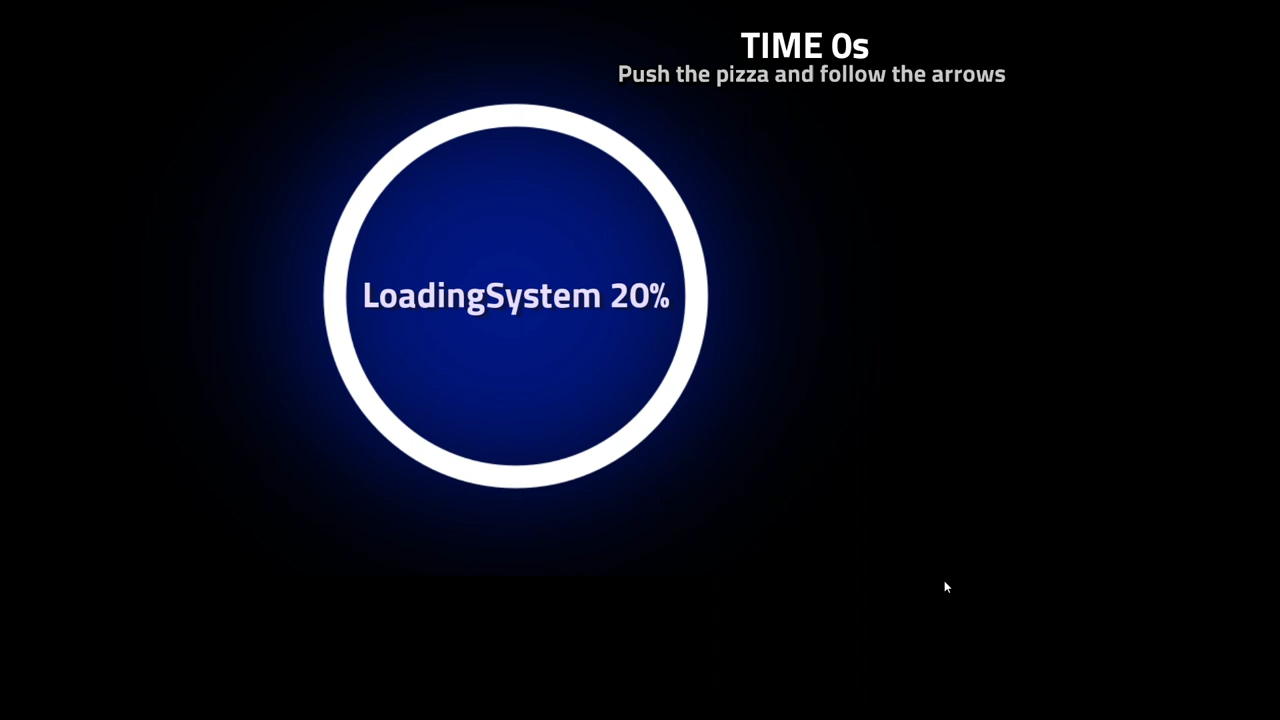 TIME 0s
Push the pizza and follow the arrows
LoadingSystem 20%